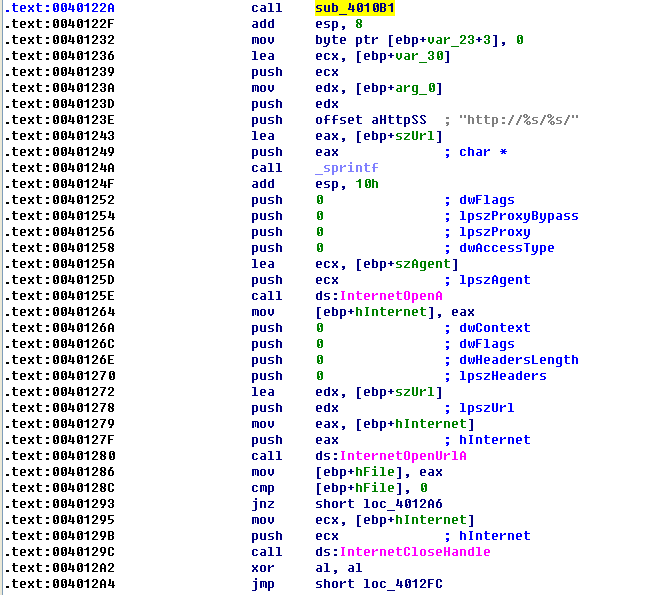 .text:0040122A call sub_4010B1
.text:0040122F add esp, 8
.text:00401232 mov byte ptr [ebp+var_23+3], 0
.text:00401236 lea ecx, [ebp+var_30]
.text:00401239 push ecx
.text:0040123A mov edx, [ebp+arg_0]
.text:0040123D push edx
.text:0040123E push offset aHttpSS ; "http://%s/%s/"
.text:00401243 lea eax, [ebp+szUrl]
.text:00401249 push eax ; char *
.text:0040124A call _sprintf
.text:0040124F add esp, 10h
.text:00401252 push 0 ; dwFlags
.text:00401254 push 0 ; lpszProxyBypass
.text:00401256 push 0 ; lpszProxy
.text:00401258 push 0 ; dwAccessType
.text:0040125A lea ecx, [ebp+szAgent]
.text:0040125D push ecx ; lpszAgent
.text:0040125E call ds:InternetOpenA
.text:00401264 mov [ebp+hInternet], eax
.text:0040126A push 0 ; dwContext
.text:0040126C push 0 ; dwFlags
.text:0040126E push 0 ; dwHeadersLength
.text:00401270 push 0 ; lpszHeaders
.text:00401272 lea edx, [ebp+szUrl]
.text:00401278 push edx ; lpszUrl
.text:00401279 mov eax, [ebp+hInternet]
.text:0040127F push eax ; hInternet
.text:00401280 call ds:InternetOpenUrlA
.text:00401286 mov [ebp+hFile], eax
.text:0040128C cmp [ebp+hFile], 0
.text:00401293 jnz short loc_4012A6
.text:00401295 mov ecx, [ebp+hInternet]
.text:0040129B push ecx ; hInternet
.text:0040129C call ds:InternetCloseHandle
.text:004012A2 xor al, al
.text:004012A4 jmp short loc_4012FC